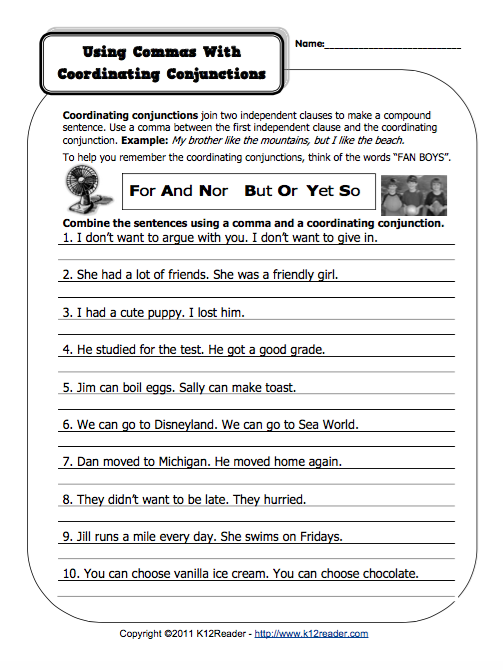 Using Commas With
Coordinating Conjunctions
Name:____________________________
Coordinating conjunctions join two independent clauses to make a compound
sentence. Use a comma between the first independent clause and the coordinating
conjunction. Example: My brother like the mountains, but I like the beach.
To help you remember the coordinating conjunctions, think of the words "FAN BOYS".
For And Nor But Or Yet So
Combine the sentences using a comma and a coordinating conjunction.
1. I don't want to argue with you. I don't want to give in.
2. She had a lot of friends. She was a friendly girl.
3. I had a cute puppy. I lost him.
4. He studied for the test. He got a good grade.
5. Jim can boil eggs. Sally can make toast.
6. We can go to Disneyland. We can go to Sea World.
7. Dan moved to Michigan. He moved home again.
8. They didn't want to be late. They hurried.
9. Jill runs a mile every day. She swims on Fridays.
10. You can choose vanilla ice cream. You can choose chocolate.
Copyright ©2011 K12Reader - http://www.k12reader.com